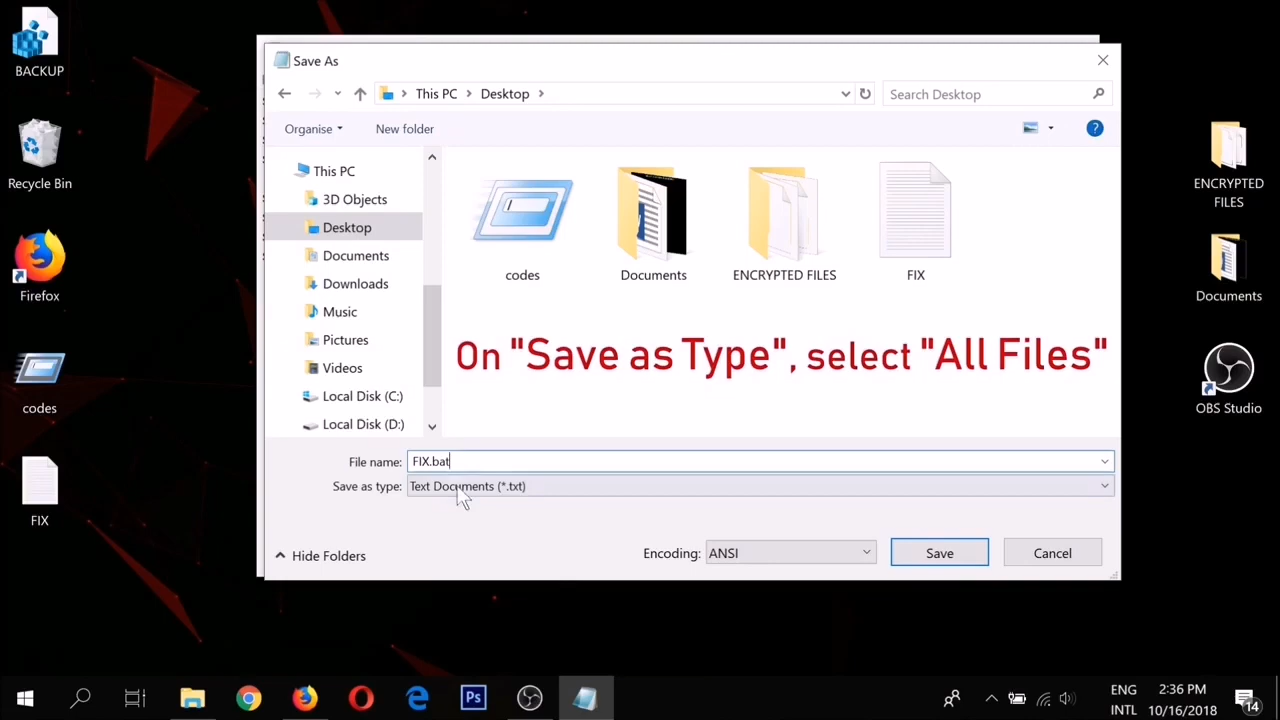 BACKUP
Recycle Bin
Firefox
codes
FIX
Save As
This PC
Desktop
Search Desktop
Organise
New folder
?
This PC
3D Objects
Desktop
Documents
Downloads
Music
Pictures
Videos
Local Disk (C:)
Local Disk (D:)
codes
Documents
ENCRYPTED FILES
FIX
On "Save as Type", select "All Files"
File name:
FIX.bat
Save as type:
Text Documents (*.txt)
Hide Folders
Encoding:
ANSI
Save
Cancel
ENCRYPTED
FILES
Documents
OBS Studio
Ps
ENG
INTL
2:36 PM
10/16/2018
14